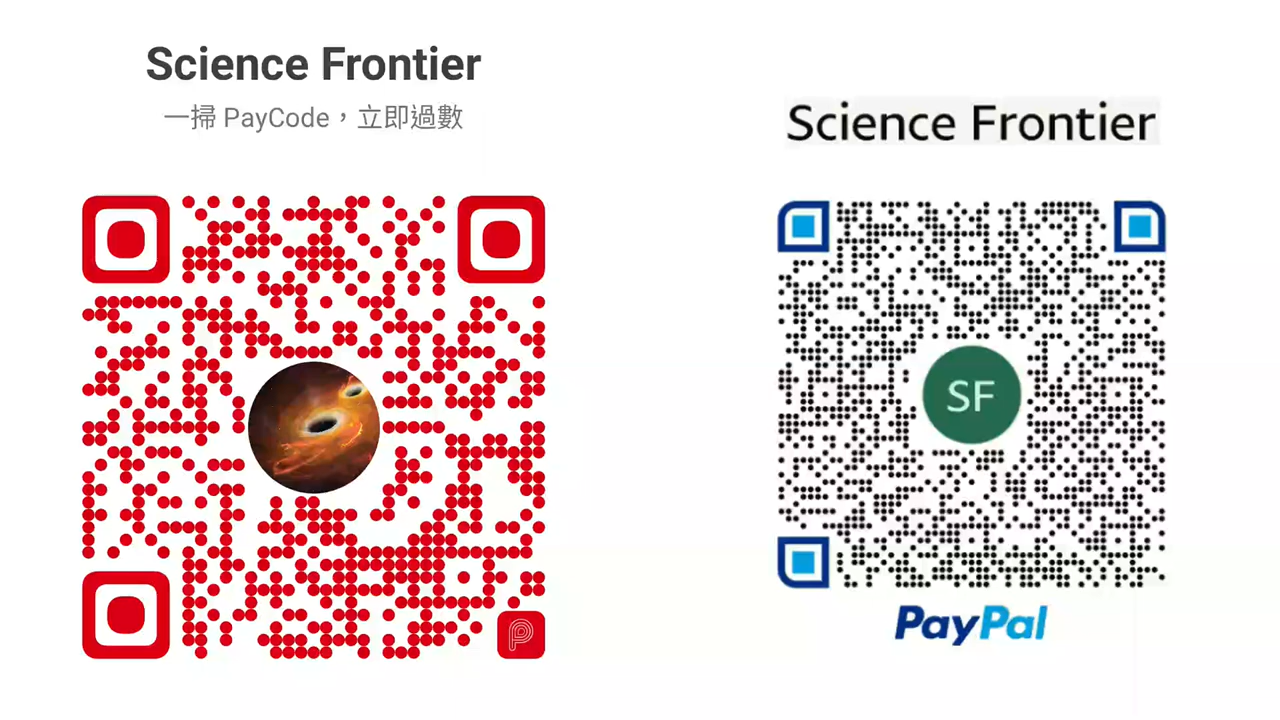 Science Frontier
一掃 PayCode，立即過數
Science Frontier
SF
PayPal